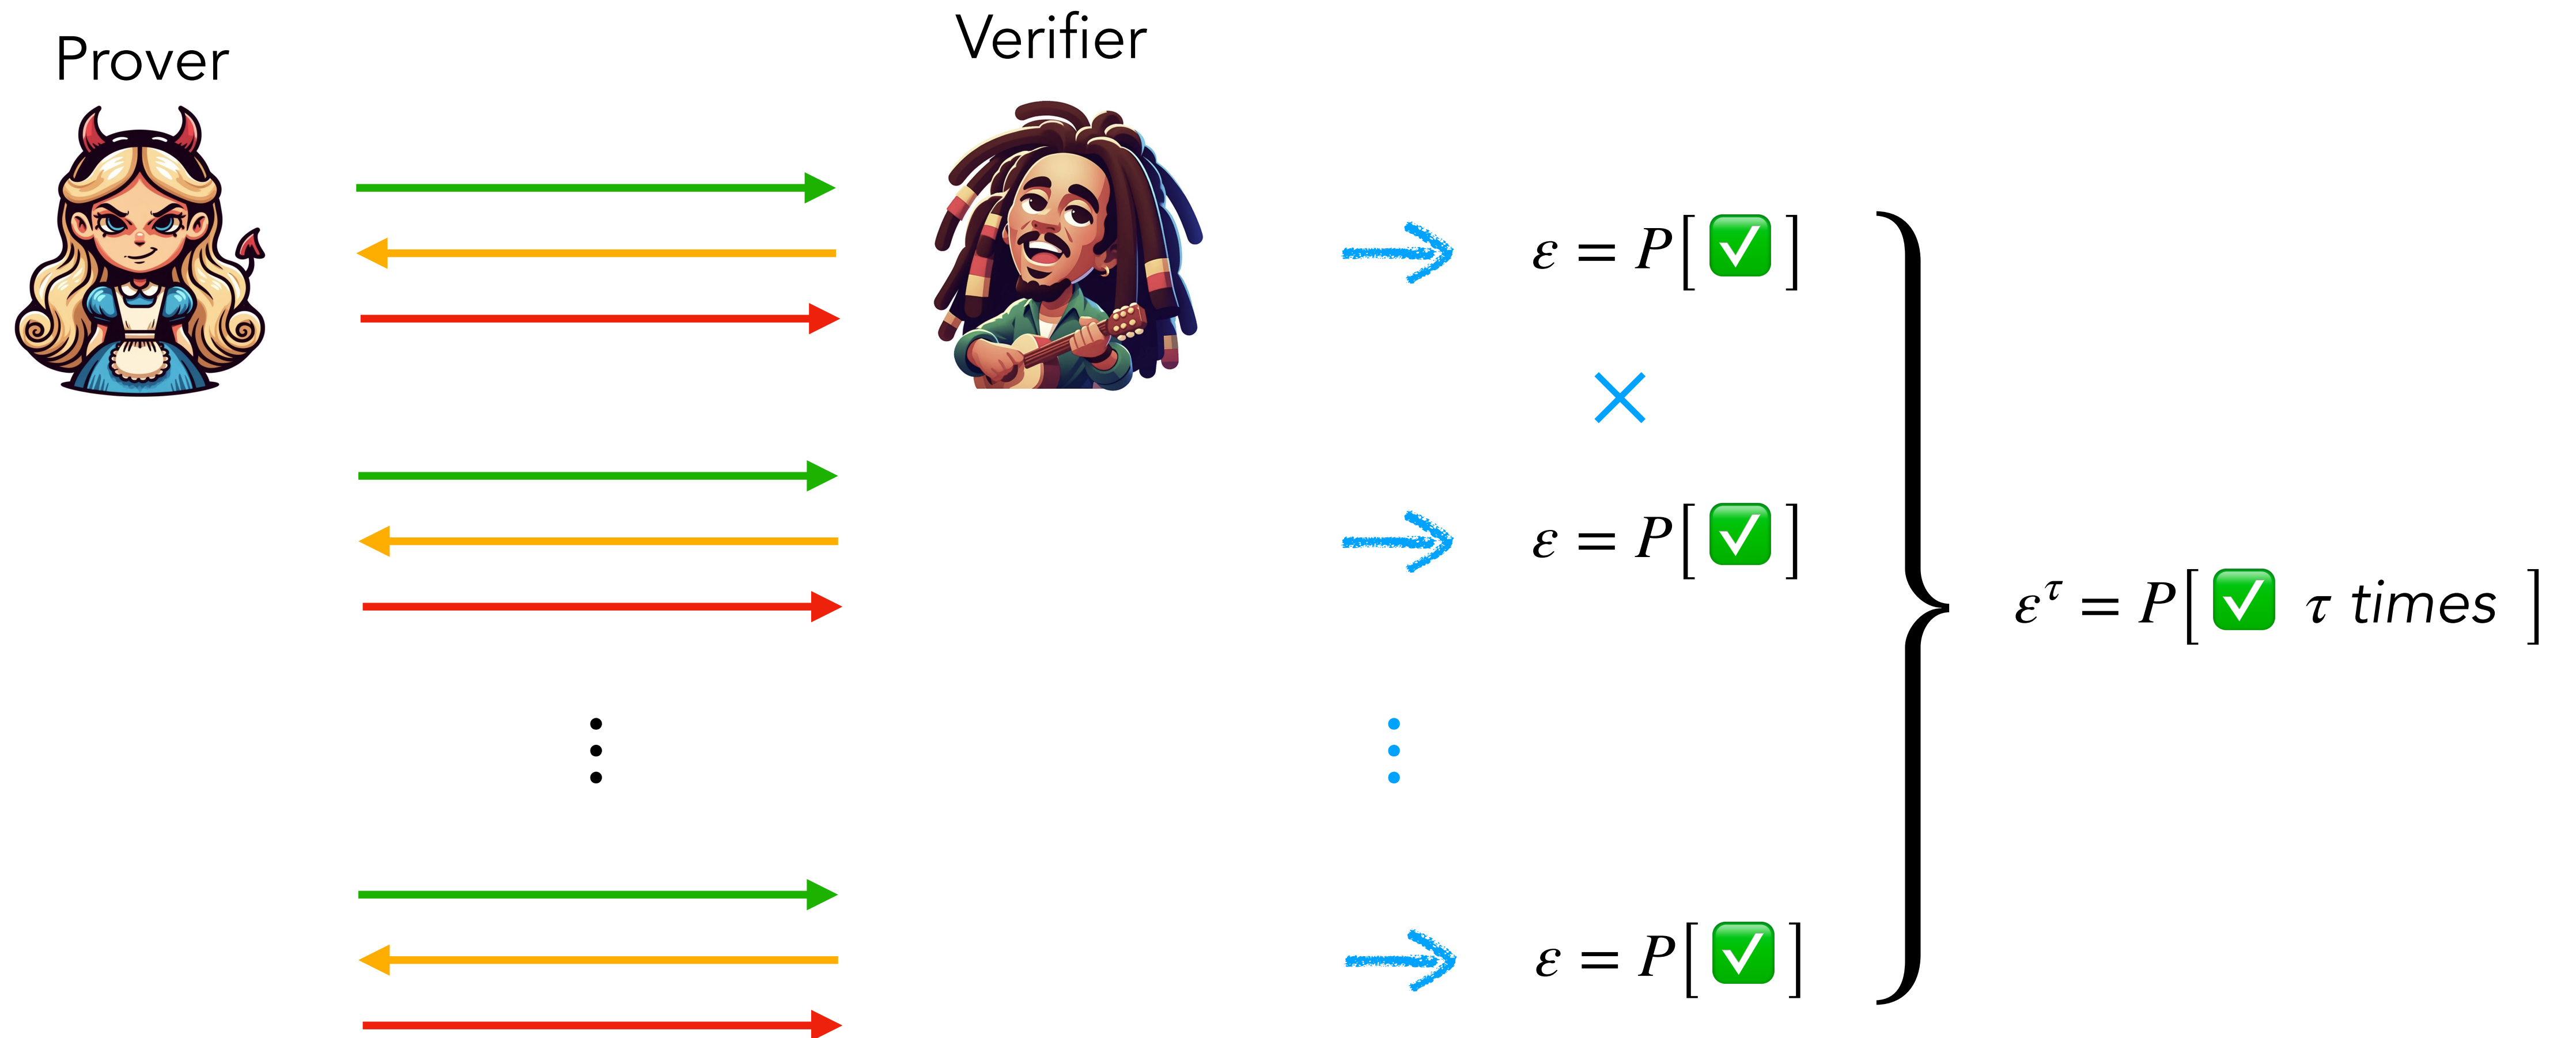 Prover
Verifier
ε = P[ ✅ ]
×
ε = P[ ✅ ]
⋮
ε = P[ ✅ ]
ε^τ = P[ ✅ τ times ]